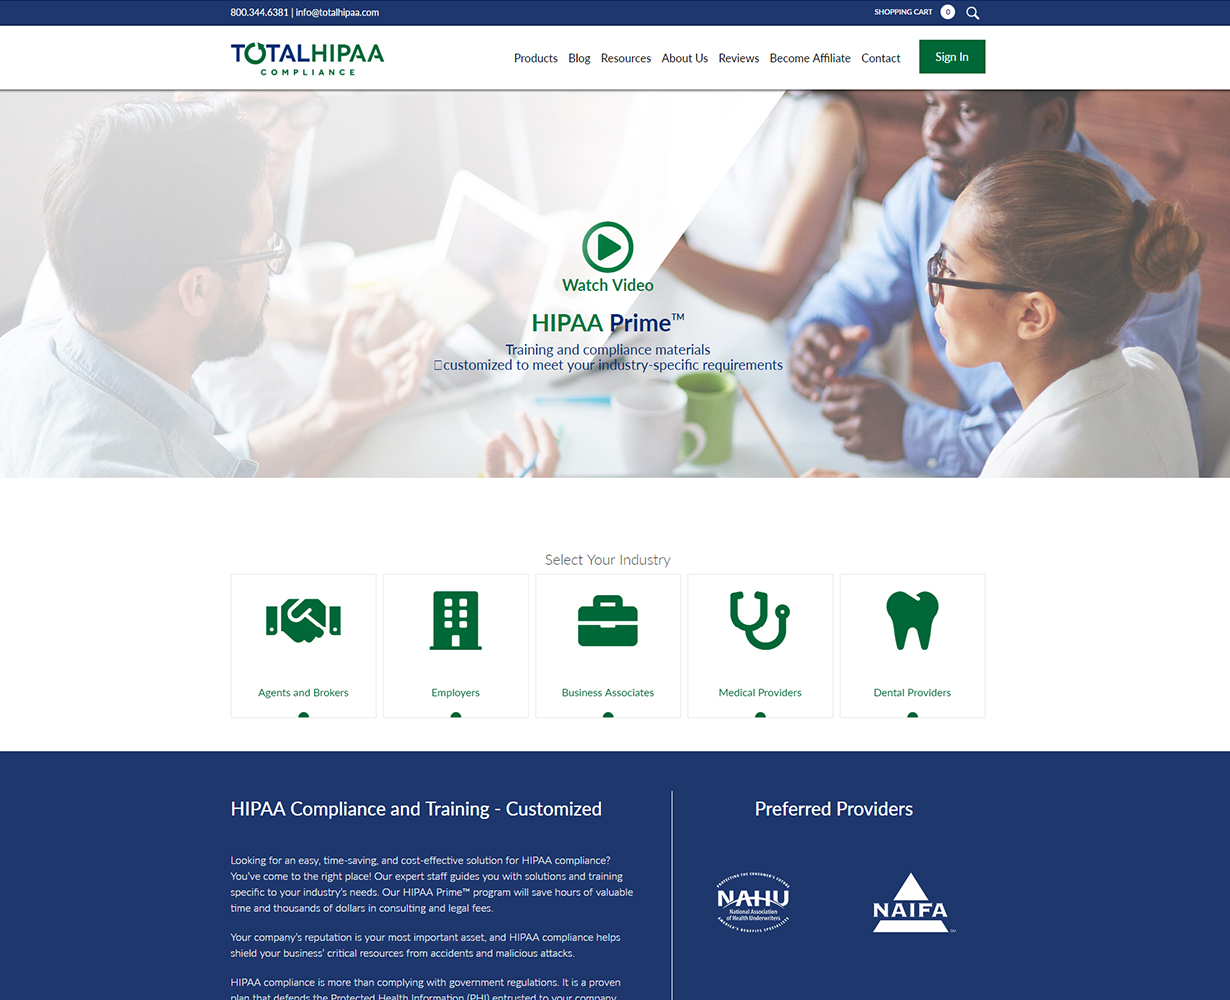 800.344.6381 | info@totalhipaa.com
SHOPPING CART 0
TOTALHIPAA
COMPLIANCE
Products Blog Resources About Us Reviews Become Affiliate Contact Sign In
Watch Video
HIPAA Prime™
Training and compliance materials
customized to meet your industry-specific requirements
Select Your Industry
Agents and Brokers Employers Business Associates Medical Providers Dental Providers
HIPAA Compliance and Training - Customized
Looking for an easy, time-saving, and cost-effective solution for HIPAA compliance?
You've come to the right place! Our expert staff guides you with solutions and training
specific to your industry's needs. Our HIPAA Prime™ program will save hours of valuable
time and thousands of dollars in consulting and legal fees.
Your company's reputation is your most important asset, and HIPAA compliance helps
shield your business' critical resources from accidents and malicious attacks.
HIPAA compliance is more than complying with government regulations. It is a proven
plan that defends the Protected Health Information (PHI) entrusted to your company
Preferred Providers
PROTECTING THE CONSUMER'S FUTURE
NAHU
National Association
of Health Underwriters
AMERICA'S BENEFITS SPECIALISTS
NAIFA